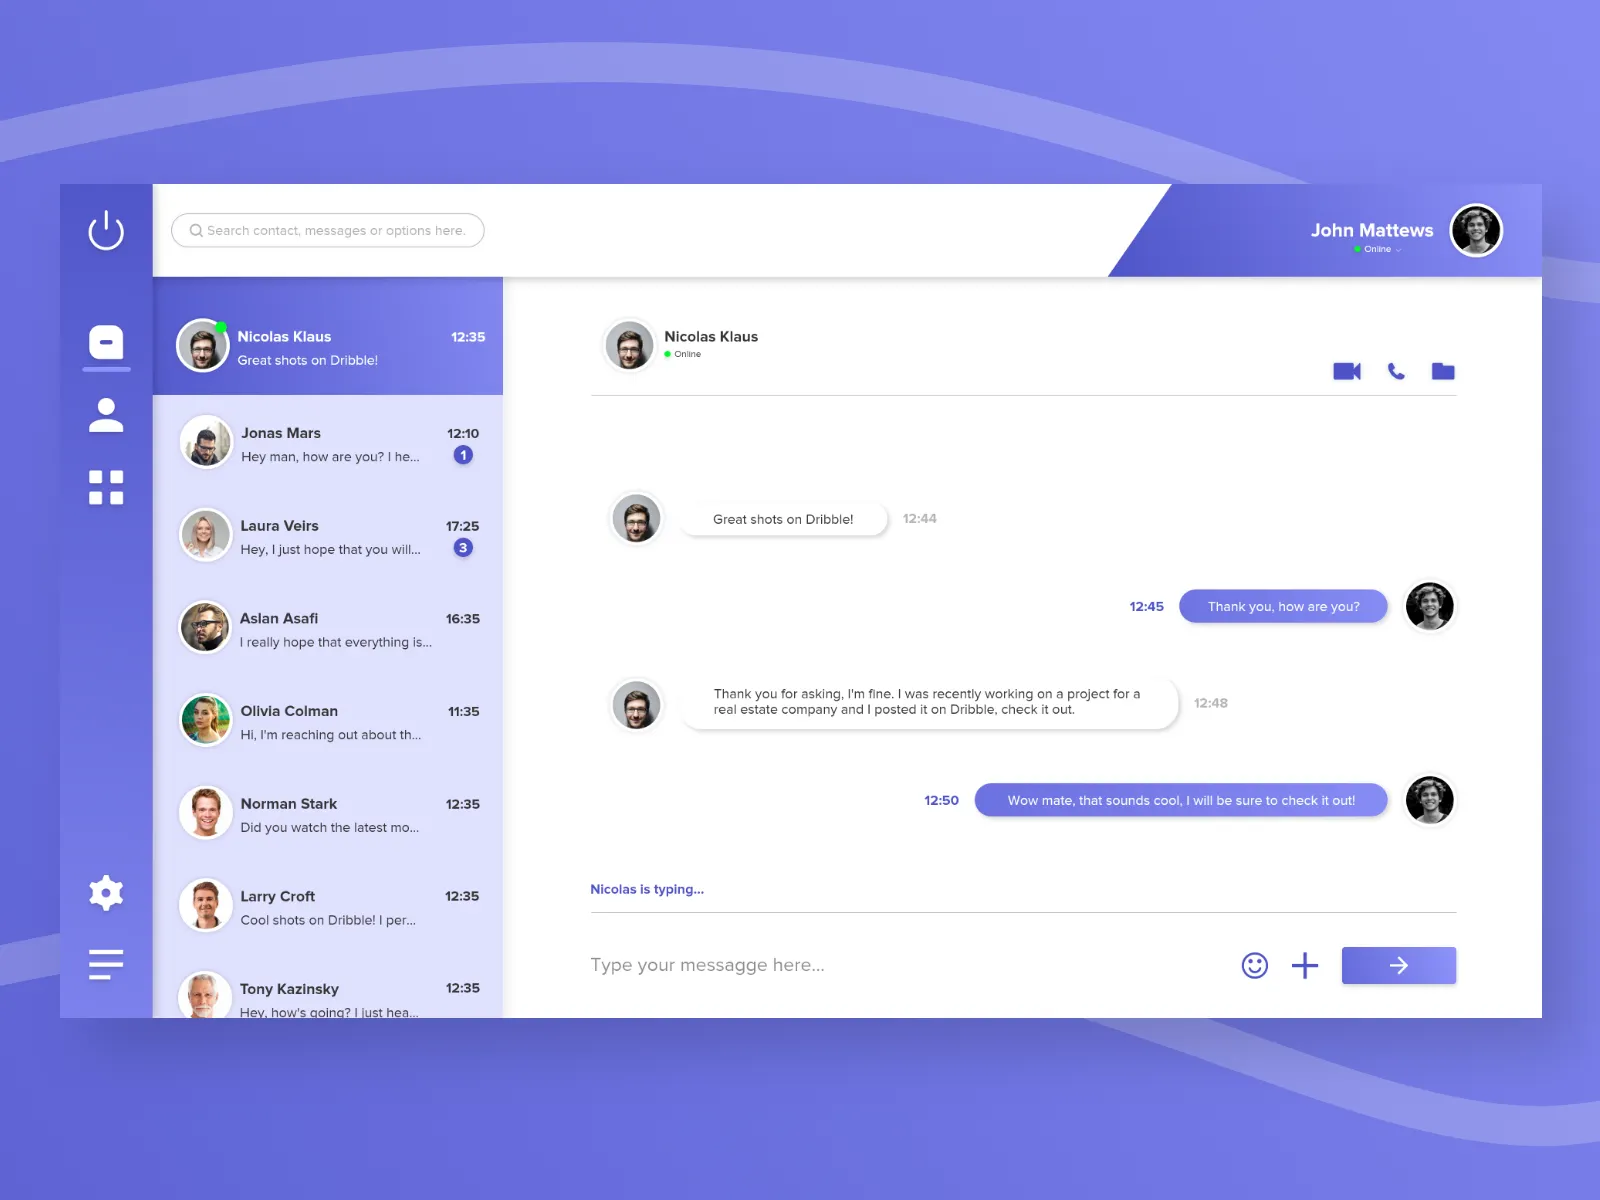 Search contact, messages or options here.
John Mattews
Online
Nicolas Klaus 12:35
Great shots on Dribble!
Jonas Mars 12:10
Hey man, how are you? I he... 1
Laura Veirs 17:25
Hey, I just hope that you will... 3
Aslan Asafi 16:35
I really hope that everything is...
Olivia Colman 11:35
Hi, I'm reaching out about th...
Norman Stark 12:35
Did you watch the latest mo...
Larry Croft 12:35
Cool shots on Dribble! I per...
Tony Kazinsky 12:35
Hey, how's going? I just hea...
Nicolas Klaus
Online
Great shots on Dribble! 12:44
12:45 Thank you, how are you?
Thank you for asking, I'm fine. I was recently working on a project for a
real estate company and I posted it on Dribble, check it out.
12:48
12:50 Wow mate, that sounds cool, I will be sure to check it out!
Nicolas is typing...
Type your messagge here...